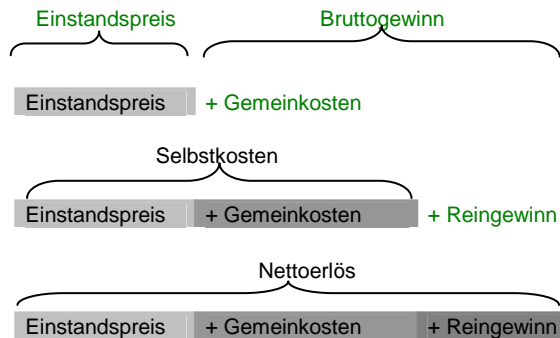 Einstandspreis Bruttogewinn
Einstandspreis + Gemeinkosten
Selbstkosten
Einstandspreis + Gemeinkosten + Reingewinn
Nettoerlös
Einstandspreis + Gemeinkosten + Reingewinn